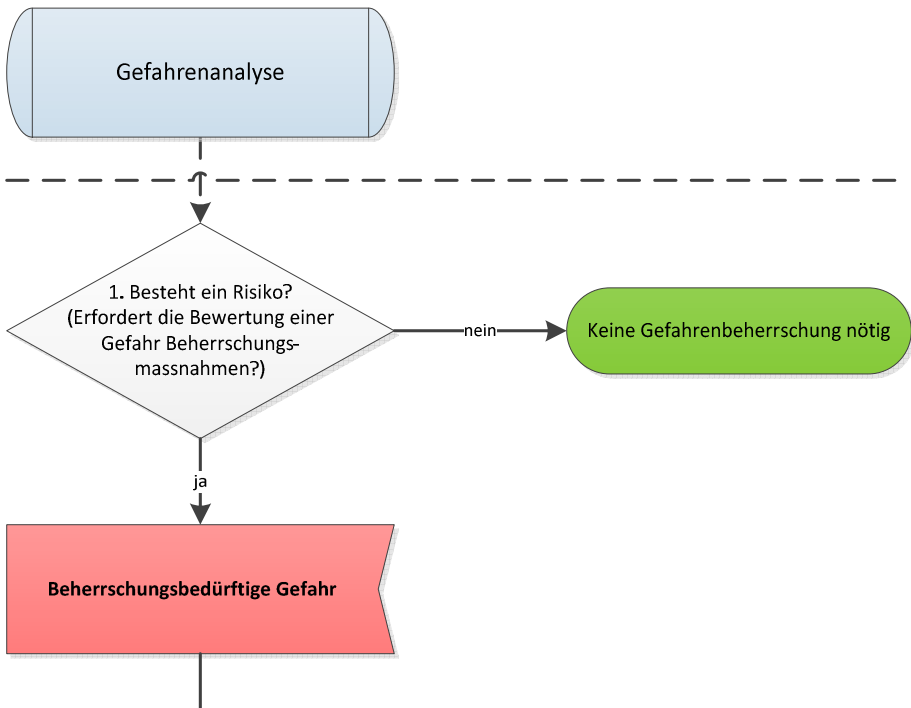 Gefahrenanalyse
1. Besteht ein Risiko?
(Erfordert die Bewertung einer
Gefahr Beherrschungs-
massnahmen?)
nein
Keine Gefahrenbeherrschung nötig
ja
Beherrschungsbedürftige Gefahr